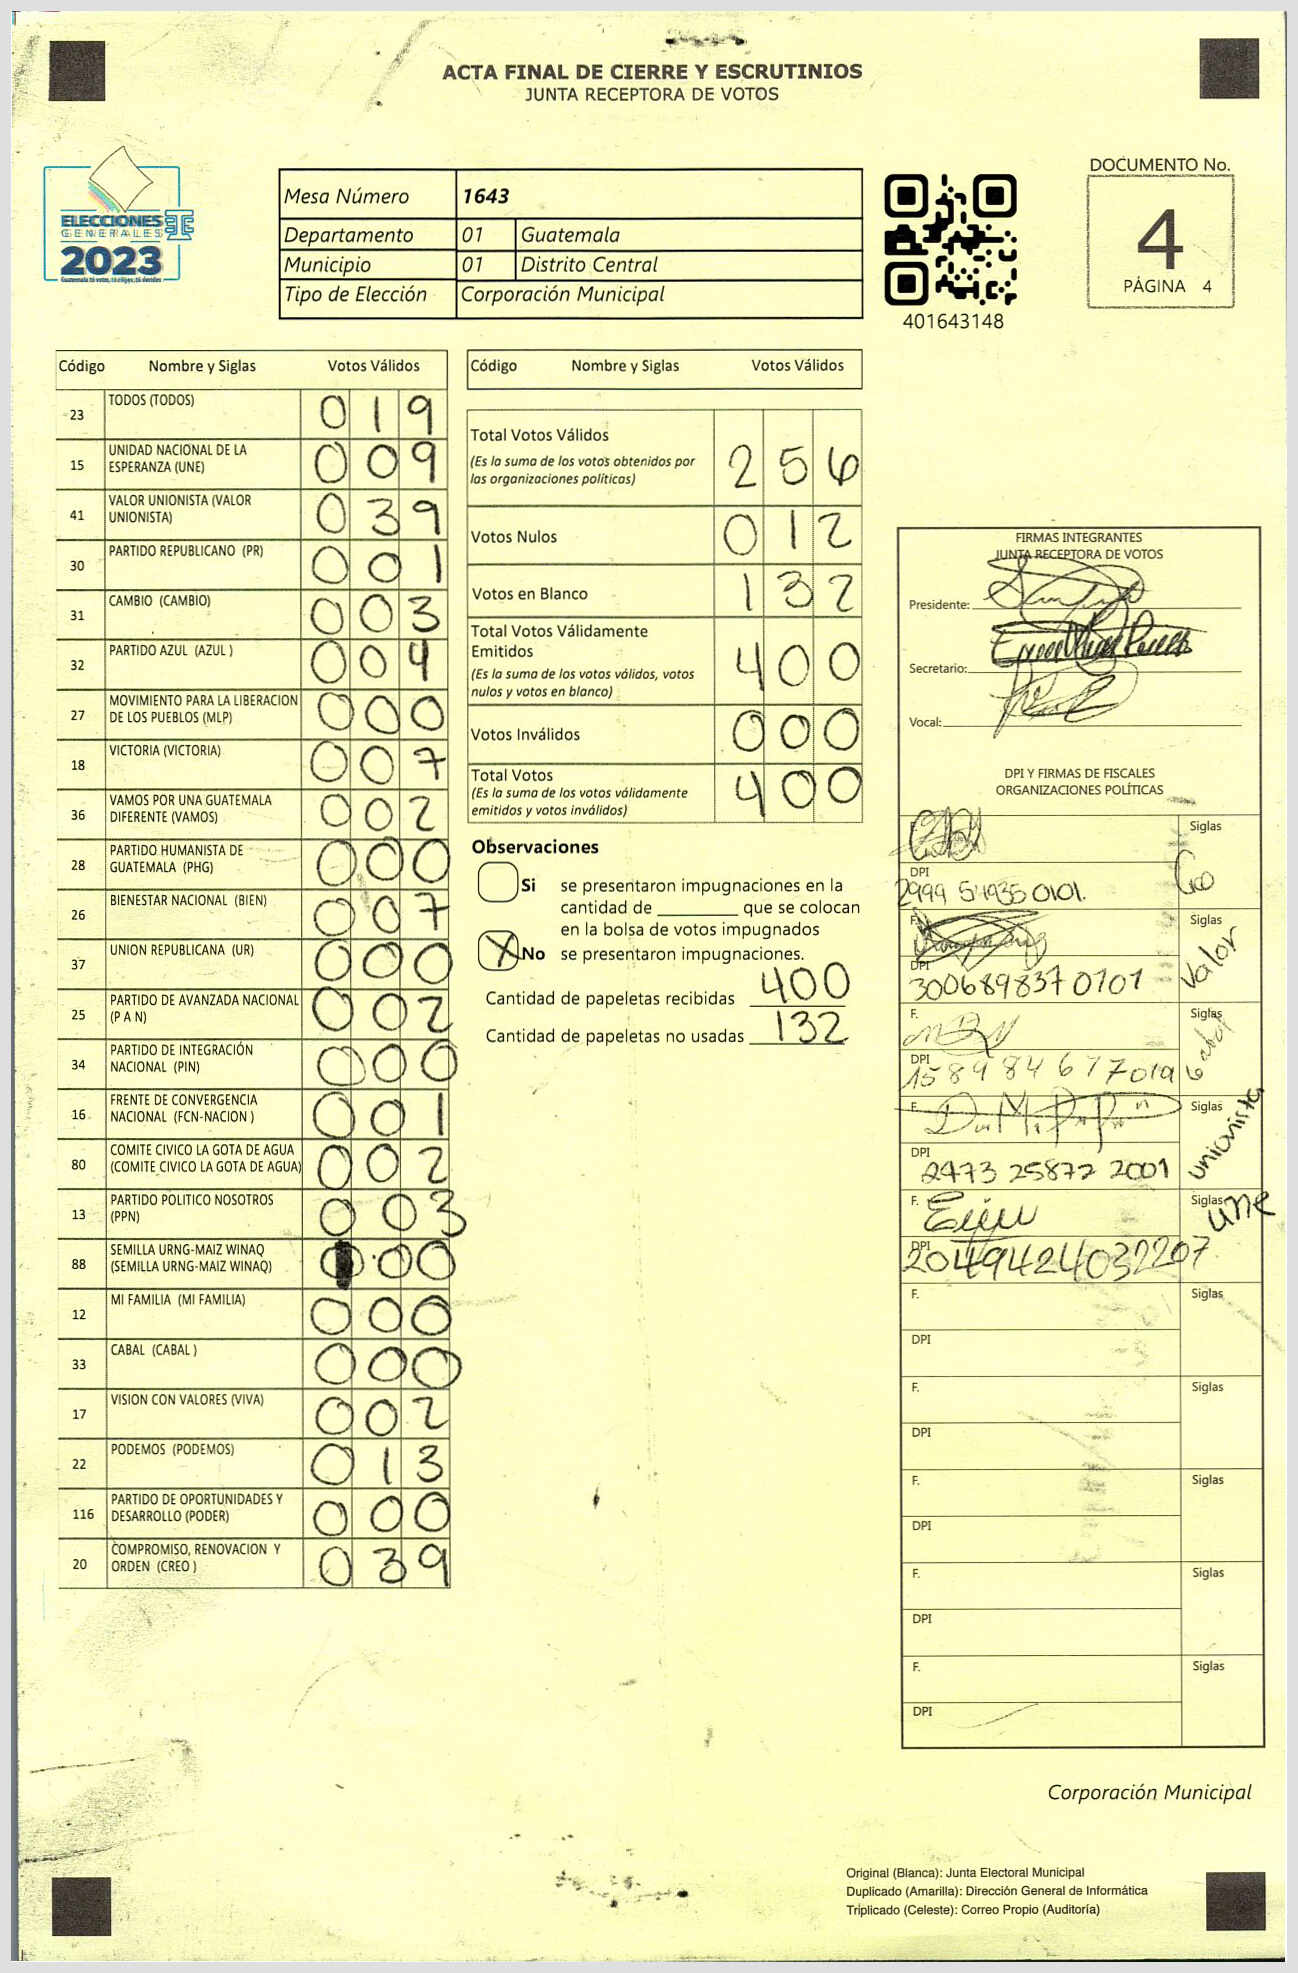 ACTA FINAL DE CIERRE Y ESCRUTINIOS
JUNTA RECEPTORA DE VOTOS
ELECCIONES
GENERALES
2023
Guatemala tú votas, tú eliges, tú decides
Mesa Número 1643
Departamento 01 Guatemala
Municipio 01 Distrito Central
Tipo de Elección Corporación Municipal
401643148
DOCUMENTO No.
4
PÁGINA 4
Código Nombre y Siglas Votos Válidos
23 TODOS (TODOS) 0 1 9
15 UNIDAD NACIONAL DE LA
ESPERANZA (UNE) 0 0 9
41 VALOR UNIONISTA (VALOR
UNIONISTA) 0 3 9
30 PARTIDO REPUBLICANO (PR) 0 0 1
31 CAMBIO (CAMBIO) 0 0 3
32 PARTIDO AZUL (AZUL ) 0 0 4
27 MOVIMIENTO PARA LA LIBERACION
DE LOS PUEBLOS (MLP) 0 0 0
18 VICTORIA (VICTORIA) 0 0 7
36 VAMOS POR UNA GUATEMALA
DIFERENTE (VAMOS) 0 0 2
28 PARTIDO HUMANISTA DE
GUATEMALA (PHG) 0 0 0
26 BIENESTAR NACIONAL (BIEN) 0 0 7
37 UNION REPUBLICANA (UR) 0 0 0
25 PARTIDO DE AVANZADA NACIONAL
(P A N) 0 0 2
34 PARTIDO DE INTEGRACIÓN
NACIONAL (PIN) 0 0 0
16 FRENTE DE CONVERGENCIA
NACIONAL (FCN-NACION ) 0 0 1
80 COMITE CIVICO LA GOTA DE AGUA
(COMITE CIVICO LA GOTA DE AGUA) 0 0 2
13 PARTIDO POLITICO NOSOTROS
(PPN) 0 0 3
88 SEMILLA URNG-MAIZ WINAQ
(SEMILLA URNG-MAIZ WINAQ) 0 0
12 MI FAMILIA (MI FAMILIA) 0 0 0
33 CABAL (CABAL ) 0 0 0
17 VISION CON VALORES (VIVA) 0 0 2
22 PODEMOS (PODEMOS) 0 1 3
116 PARTIDO DE OPORTUNIDADES Y
DESARROLLO (PODER) 0 0 0
20 COMPROMISO, RENOVACION Y
ORDEN (CREO ) 0 3 9
Código Nombre y Siglas Votos Válidos
Total Votos Válidos
(Es la suma de los votos obtenidos por
las organizaciones políticas) 2 5 6
Votos Nulos 0 1 2
Votos en Blanco 1 3 2
Total Votos Válidamente
Emitidos 4 0 0
(Es la suma de los votos válidos, votos
nulos y votos en blanco)
Votos Inválidos 0 0 0
Total Votos 4 0 0
(Es la suma de los votos válidamente
emitidos y votos inválidos)
Observaciones
Si se presentaron impugnaciones en la
cantidad de ________ que se colocan
en la bolsa de votos impugnados
X No se presentaron impugnaciones.
Cantidad de papeletas recibidas 400
Cantidad de papeletas no usadas 132
FIRMAS INTEGRANTES
JUNTA RECEPTORA DE VOTOS
Presidente:
Secretario:
Vocal:
DPI Y FIRMAS DE FISCALES
ORGANIZACIONES POLÍTICAS
F. Siglas
DPI
2999 54935 0101.
F. Siglas Valor
DPI
300689837 0101
F. Siglas
DPI
F. Siglas unionista
DPI
2473 25872 2001
F. Siglas une
DPI
2049424032207
F. Siglas
DPI
F. Siglas
DPI
F. Siglas
DPI
F. Siglas
DPI
F. Siglas
DPI
Corporación Municipal
Original (Blanca): Junta Electoral Municipal
Duplicado (Amarilla): Dirección General de Informática
Triplicado (Celeste): Correo Propio (Auditoría)